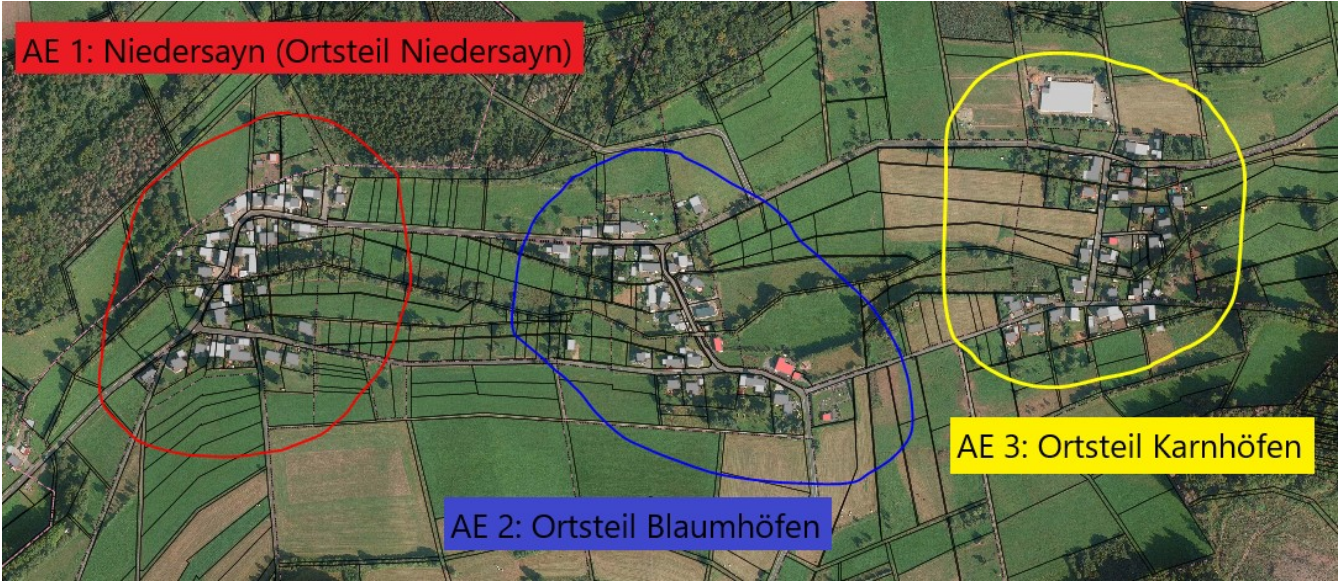 AE 1: Niedersayn (Ortsteil Niedersayn)
AE 3: Ortsteil Karnhöfen
AE 2: Ortsteil Blaumhöfen